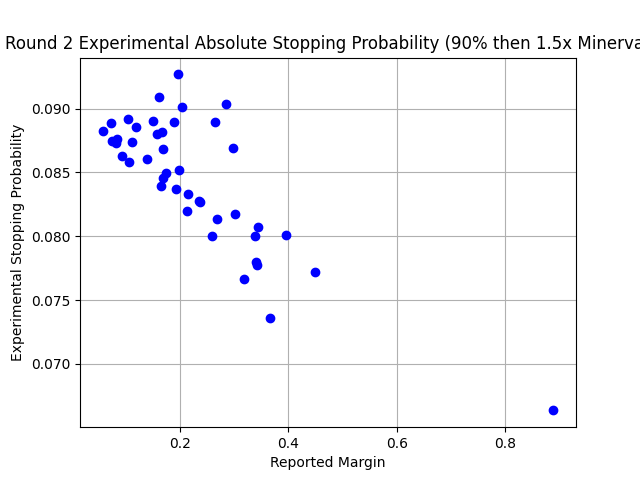 Round 2 Experimental Absolute Stopping Probability (90% then 1.5x Minerva
0.090
0.085
0.080
0.075
0.070
Experimental Stopping Probability
0.2 0.4 0.6 0.8
Reported Margin